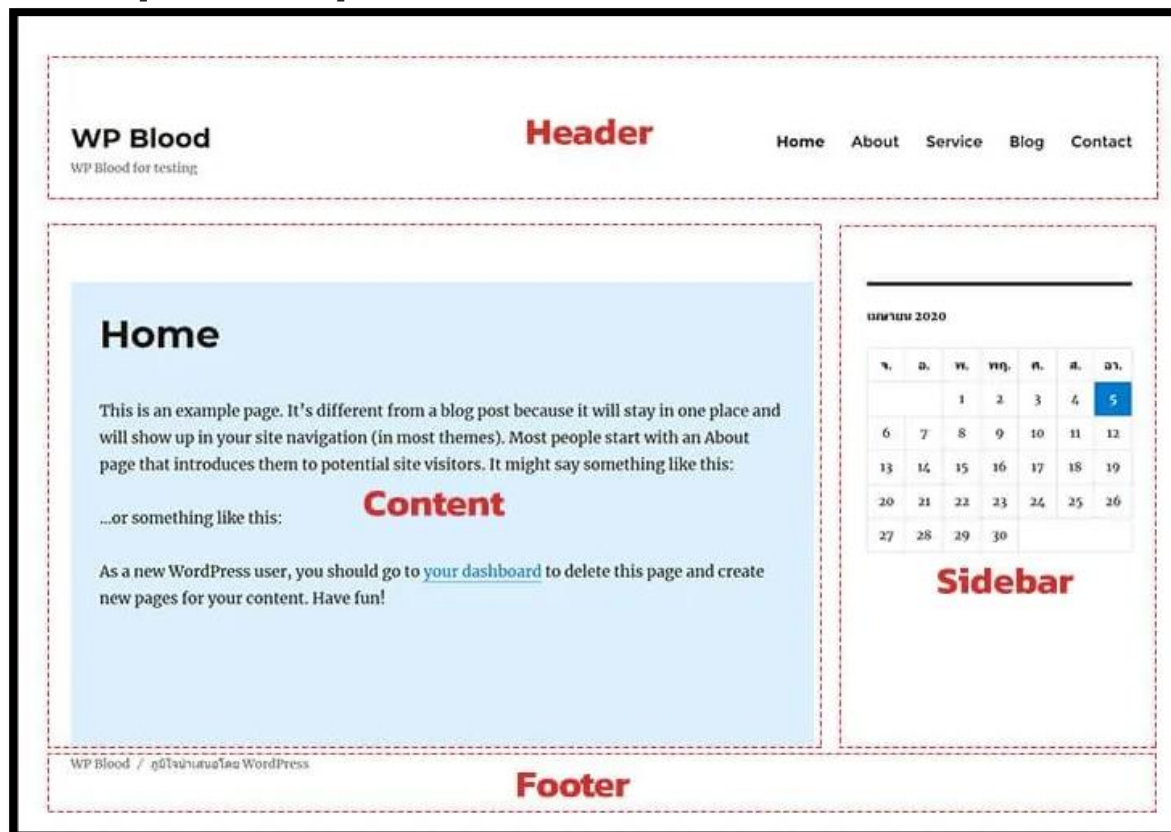 WP Blood
WP Blood for testing
Header
Home About Service Blog Contact
Home
This is an example page. It's different from a blog post because it will stay in one place and
will show up in your site navigation (in most themes). Most people start with an About
page that introduces them to potential site visitors. It might say something like this:
...or something like this:
Content
As a new WordPress user, you should go to your dashboard to delete this page and create
new pages for your content. Have fun!
เมษายน 2020
จ. อ. พ. พฤ. ศ. ส. อา.
1 2 3 4 5
6 7 8 9 10 11 12
13 14 15 16 17 18 19
20 21 22 23 24 25 26
27 28 29 30
Sidebar
WP Blood / ภูมิใจนำเสนอโดย WordPress
Footer